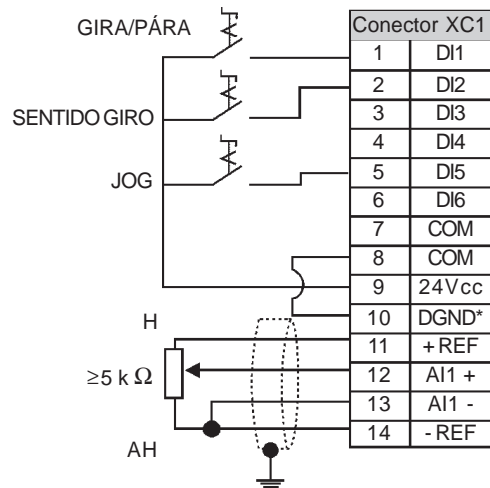 GIRA/PÁRA
SENTIDO GIRO
JOG
H
≥5 k Ω
AH
Conector XC1
1 DI1
2 DI2
3 DI3
4 DI4
5 DI5
6 DI6
7 COM
8 COM
9 24Vcc
10 DGND*
11 +REF
12 AI1 +
13 AI1 -
14 - REF